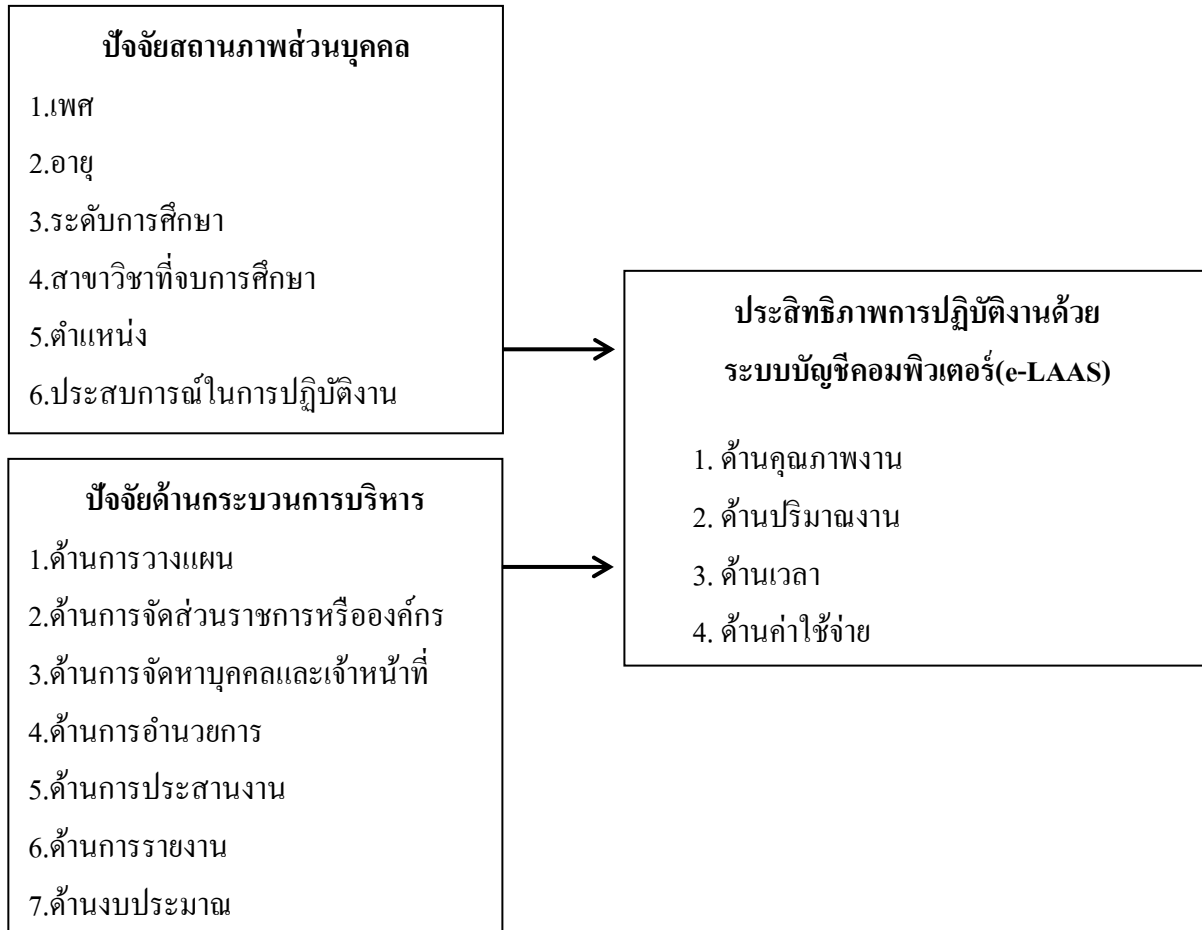 ปัจจัยสถานภาพส่วนบุคคล
1.เพศ
2.อายุ
3.ระดับการศึกษา
4.สาขาวิชาที่จบการศึกษา
5.ตำแหน่ง
6.ประสบการณ์ในการปฏิบัติงาน
ปัจจัยด้านกระบวนการบริหาร
1.ด้านการวางแผน
2.ด้านการจัดส่วนราชการหรือองค์กร
3.ด้านการจัดหาบุคคลและเจ้าหน้าที่
4.ด้านการอำนวยการ
5.ด้านการประสานงาน
6.ด้านการรายงาน
7.ด้านงบประมาณ
ประสิทธิภาพการปฏิบัติงานด้วย
ระบบบัญชีคอมพิวเตอร์(e-LAAS)
1. ด้านคุณภาพงาน
2. ด้านปริมาณงาน
3. ด้านเวลา
4. ด้านค่าใช้จ่าย